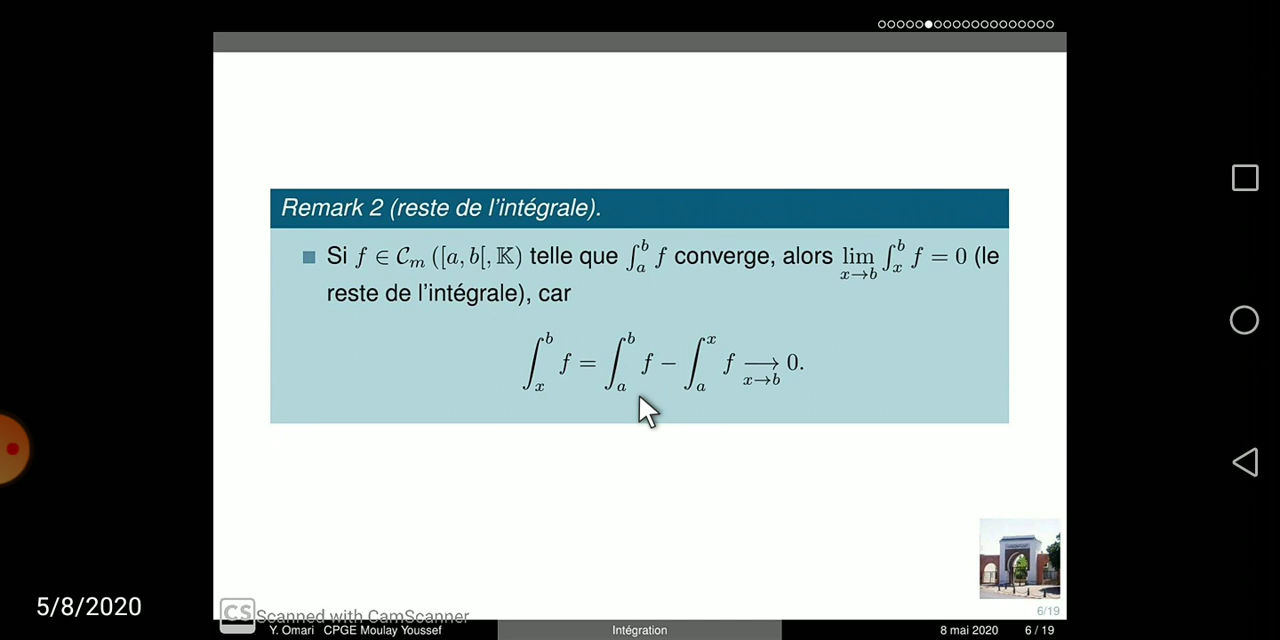 Remark 2 (reste de l'intégrale).
Si f ∈ 𝒞ₘ ([a, b[, 𝕂) telle que ∫ₐᵇ f converge, alors lim_{x→b} ∫ₓᵇ f = 0 (le
reste de l'intégrale), car
∫ₓᵇ f = ∫ₐᵇ f − ∫ₐˣ f ⟶_{x→b} 0.
6/19
5/8/2020
CS Scanned with CamScanner
Y. Omari CPGE Moulay Youssef Intégration 8 mai 2020 6 / 19